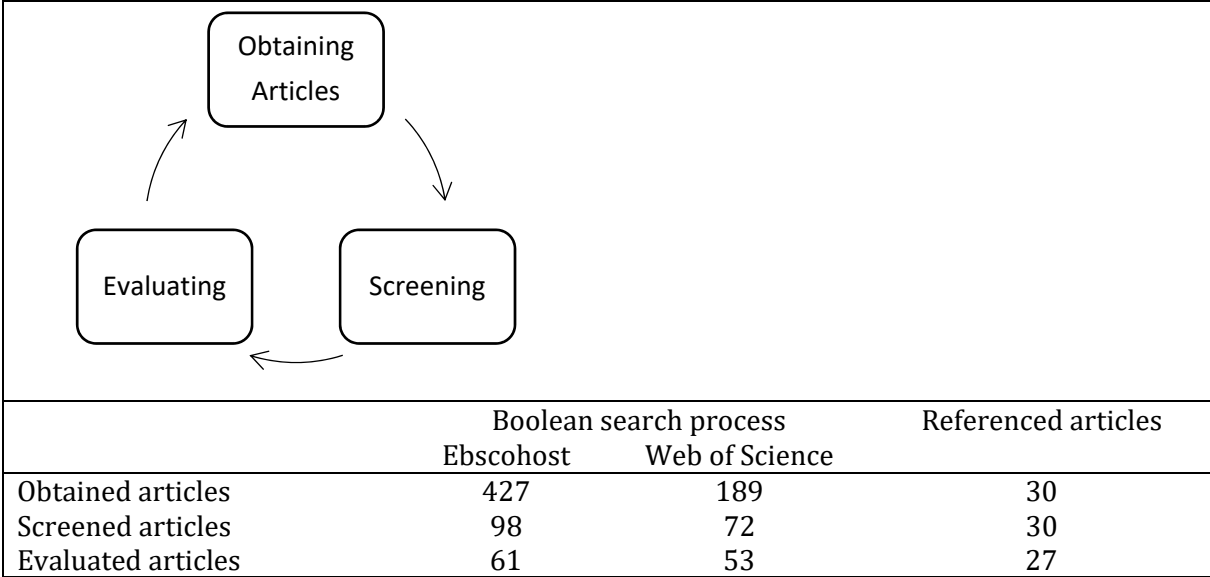 Obtaining
Articles
Evaluating
Screening
Boolean search process Referenced articles
Ebscohost Web of Science
Obtained articles 427 189 30
Screened articles 98 72 30
Evaluated articles 61 53 27